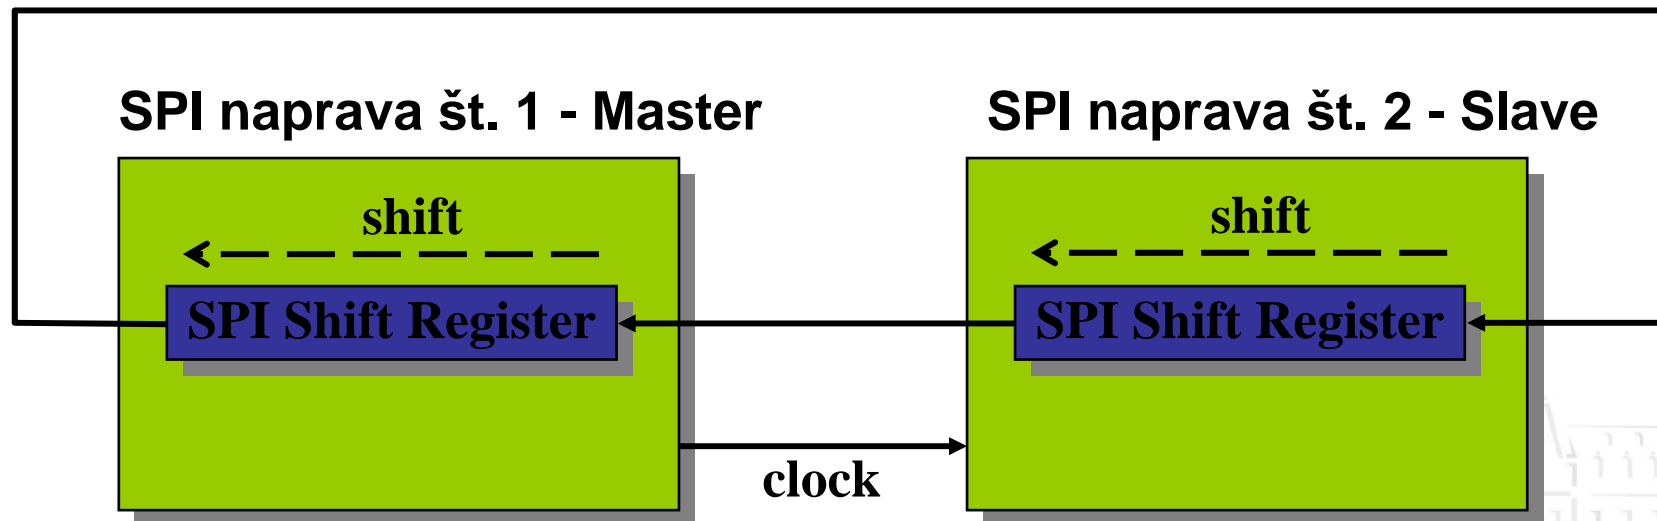 SPI naprava št. 1 - Master
SPI naprava št. 2 - Slave
shift
shift
SPI Shift Register
SPI Shift Register
clock